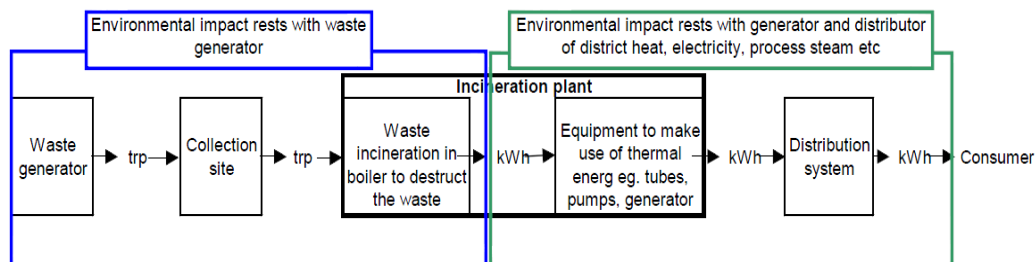 Environmental impact rests with waste
generator
Environmental impact rests with generator and distributor
of district heat, electricity, process steam etc
Incineration plant
Waste
generator
trp
Collection
site
trp
Waste
incineration in
boiler to destruct
the waste
kWh
Equipment to make
use of thermal
energ eg. tubes,
pumps, generator
kWh
Distribution
system
kWh
Consumer